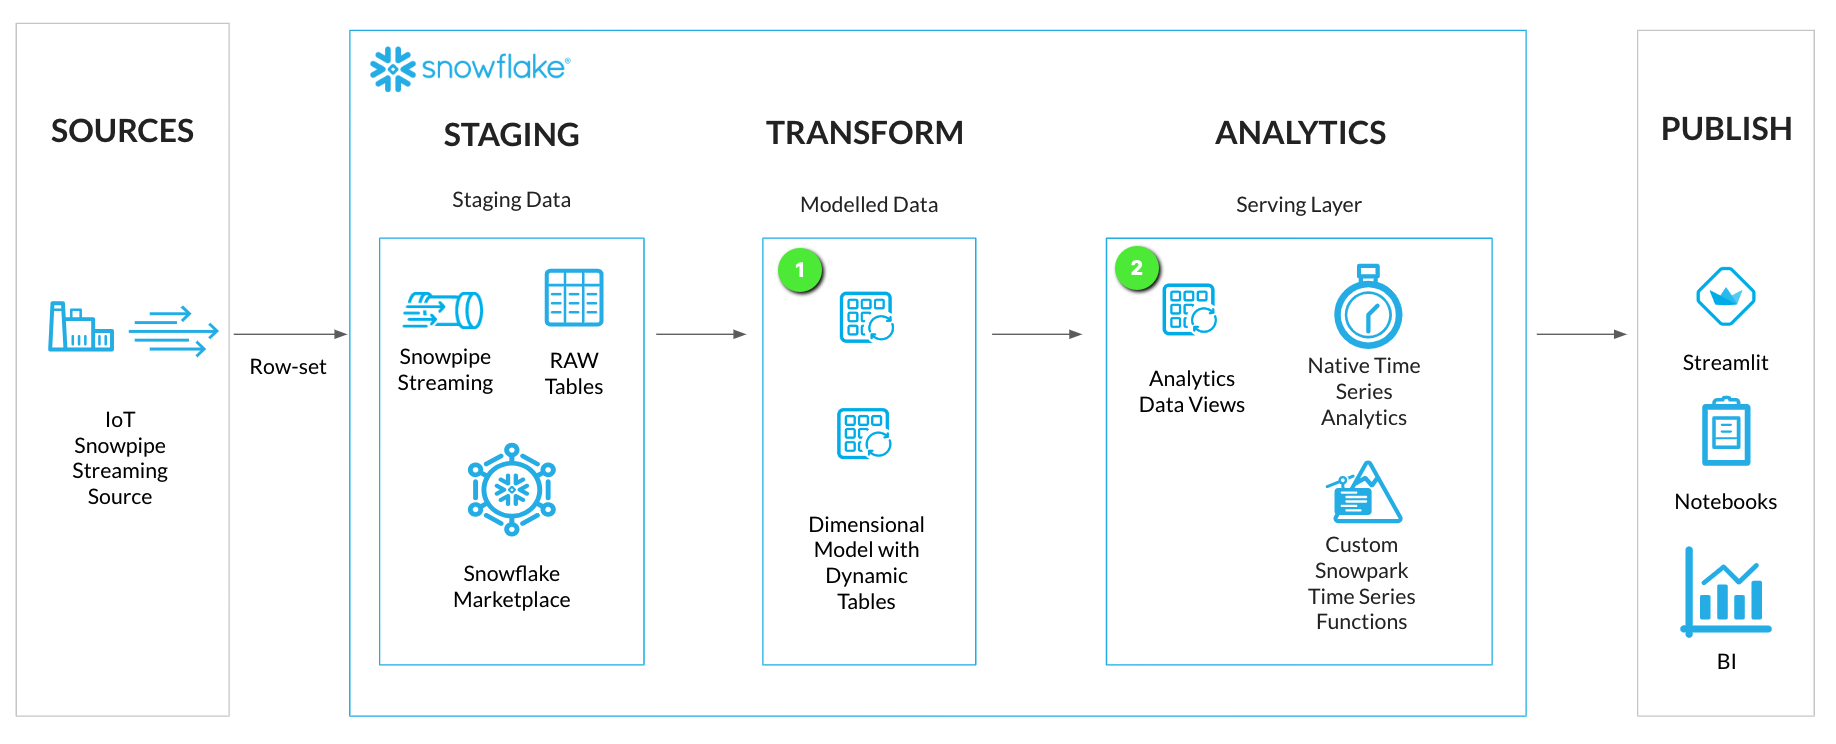 snowflake®
SOURCES
STAGING
TRANSFORM
ANALYTICS
PUBLISH
Staging Data
Modelled Data
Serving Layer
IoT
Snowpipe
Streaming
Source
Row-set
Snowpipe
Streaming
RAW
Tables
Snowflake
Marketplace
1
Dimensional
Model with
Dynamic
Tables
2
Analytics
Data Views
Native Time
Series
Analytics
Custom
Snowpark
Time Series
Functions
Streamlit
Notebooks
BI